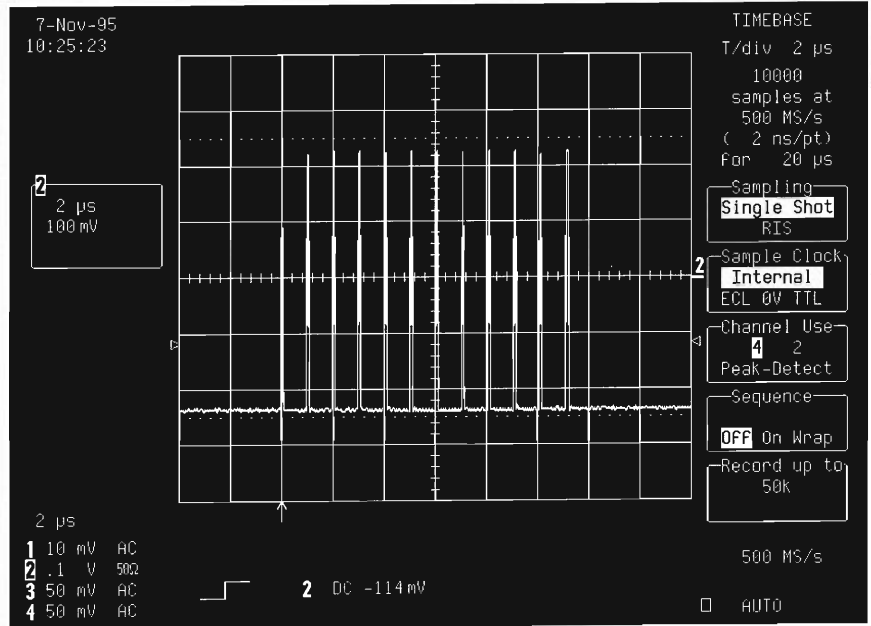 7-Nov-95
10:25:23
2
2 µs
100 mV
TIMEBASE
T/div 2 µs
10000
samples at
500 MS/s
( 2 ns/pt)
for 20 µs
Sampling
Single Shot
RIS
2
Sample Clock
Internal
ECL 0V TTL
Channel Use
4 2
Peak-Detect
Sequence
OFF On Wrap
Record up to
50k
2 µs
1 10 mV AC
2 .1 V 50Ω
3 50 mV AC
4 50 mV AC
2 DC -114 mV
500 MS/s
AUTO